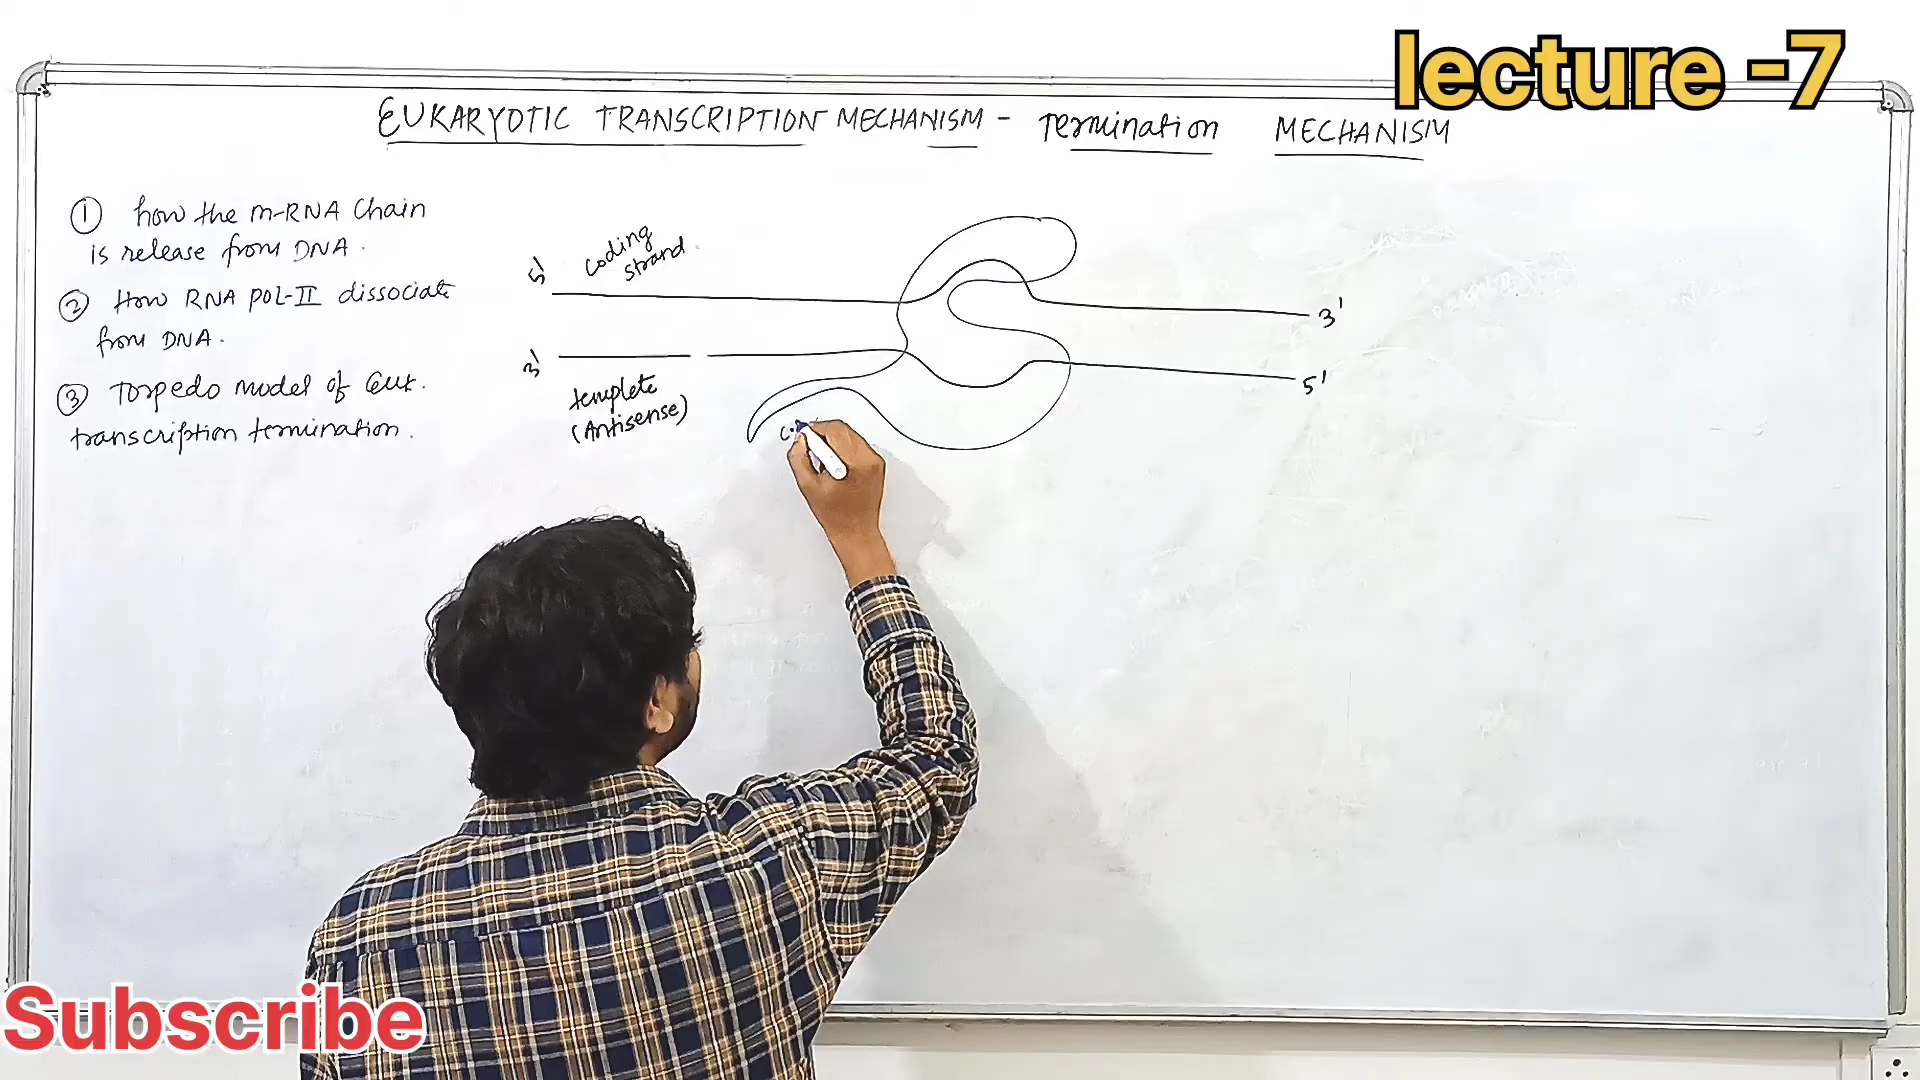 lecture -7
EUKARYOTIC TRANSCRIPTION MECHANISM - Termination MECHANISM
① how the m-RNA Chain
is release from DNA.
② How RNA POL-II dissociate
from DNA.
③ Torpedo model of Euk.
transcription termination.
5'
coding
strand
3'
3'
5'
templete
(Antisense)
Subscribe